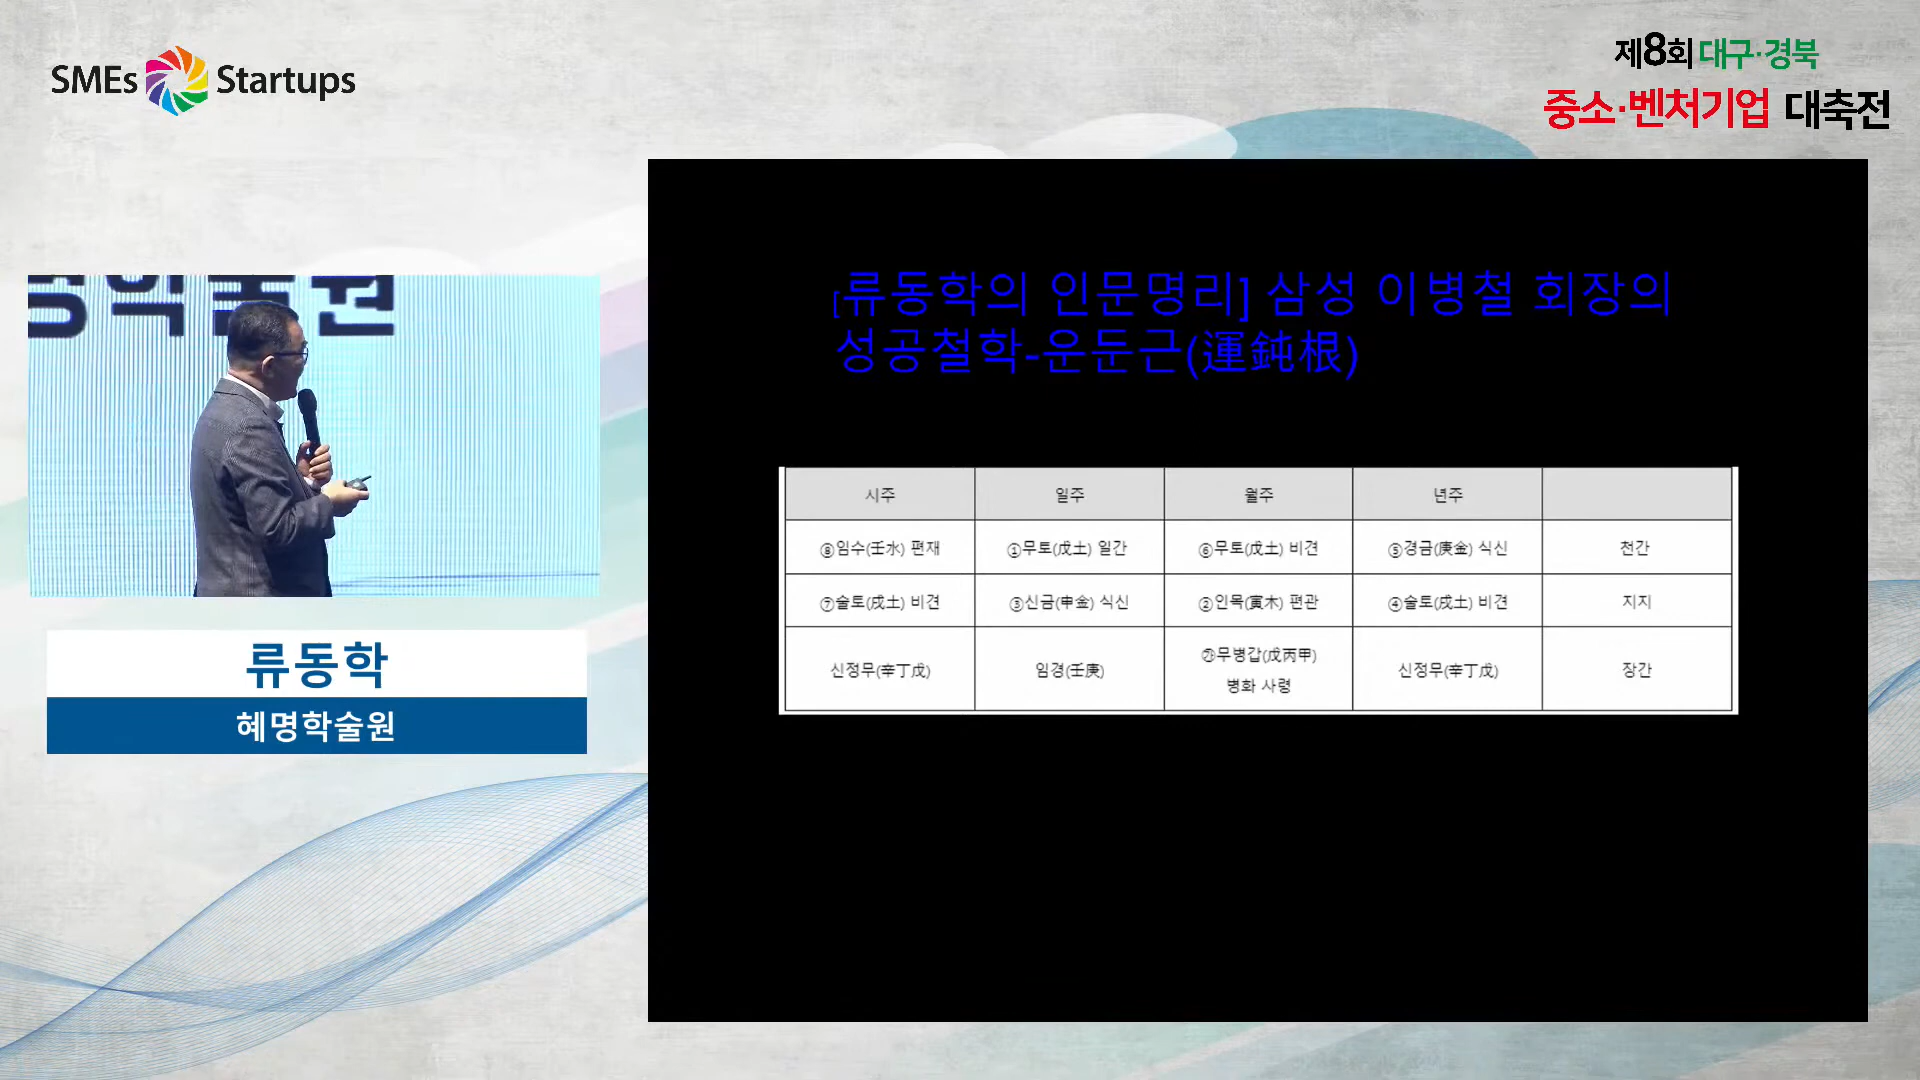 SMEs Startups
제8회 대구·경북
중소·벤처기업 대축전
[류동학의 인문명리] 삼성 이병철 회장의
성공철학-운둔근(運鈍根)
시주 일주 월주 년주
⑧임수(壬水) 편재 ①무토(戊土) 일간 ⑥무토(戊土) 비견 ⑤경금(庚金) 식신 천간
⑦술토(戌土) 비견 ③신금(申金) 식신 ②인목(寅木) 편관 ④술토(戌土) 비견 지지
신정무(辛丁戊) 임경(壬庚) 무병갑(戊丙甲) 병화 사령 신정무(辛丁戊) 장간
류동학
혜명학술원